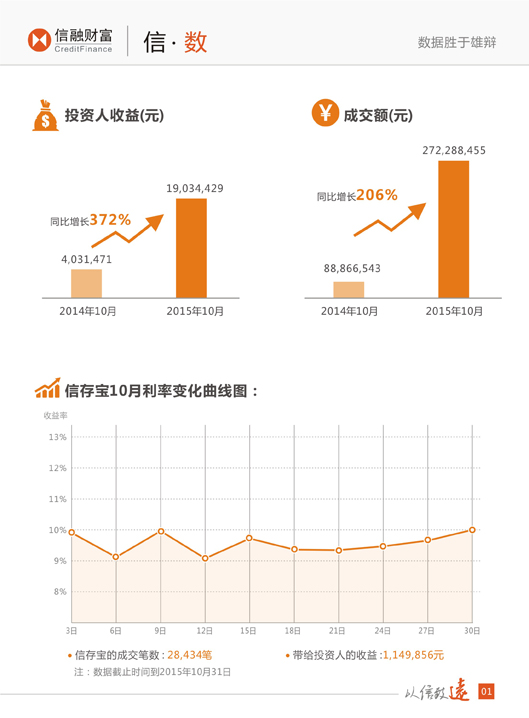 信融财富
CreditFinance
信·数
数据胜于雄辩
投资人收益(元)
19,034,429
同比增长372%
4,031,471
2014年10月
2015年10月
成交额(元)
272,288,455
同比增长206%
88,866,543
2014年10月
2015年10月
信存宝10月利率变化曲线图：
收益率
13%
12%
11%
10%
9%
8%
3日 6日 9日 12日 15日 18日 21日 24日 27日 30日
•信存宝的成交笔数：28,434笔
•带给投资人的收益：1,149,856元
注：数据截止时间到2015年10月31日
从信致远
01